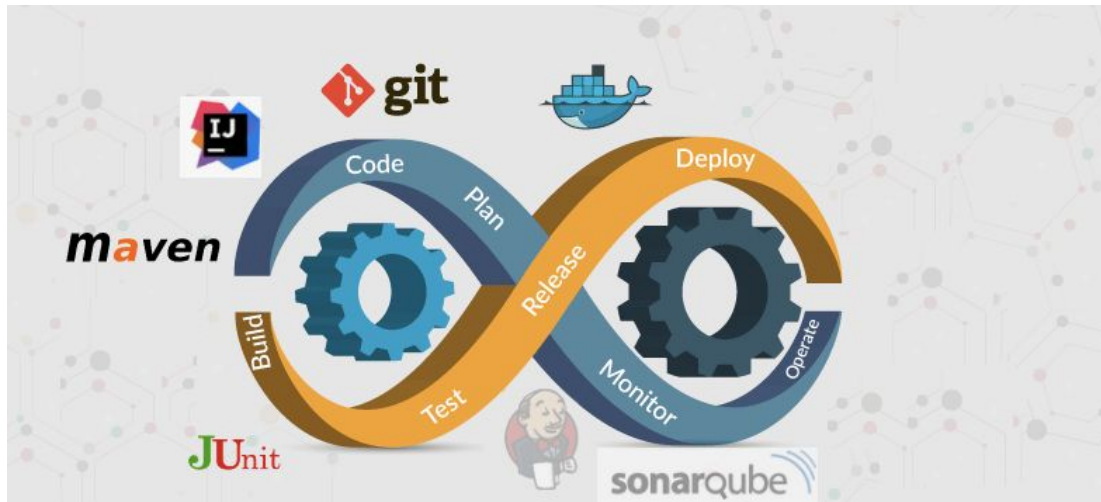 git
IJ
Code
Deploy
Plan
maven
Release
Build
Operate
Monitor
Test
JUnit
sonarqube